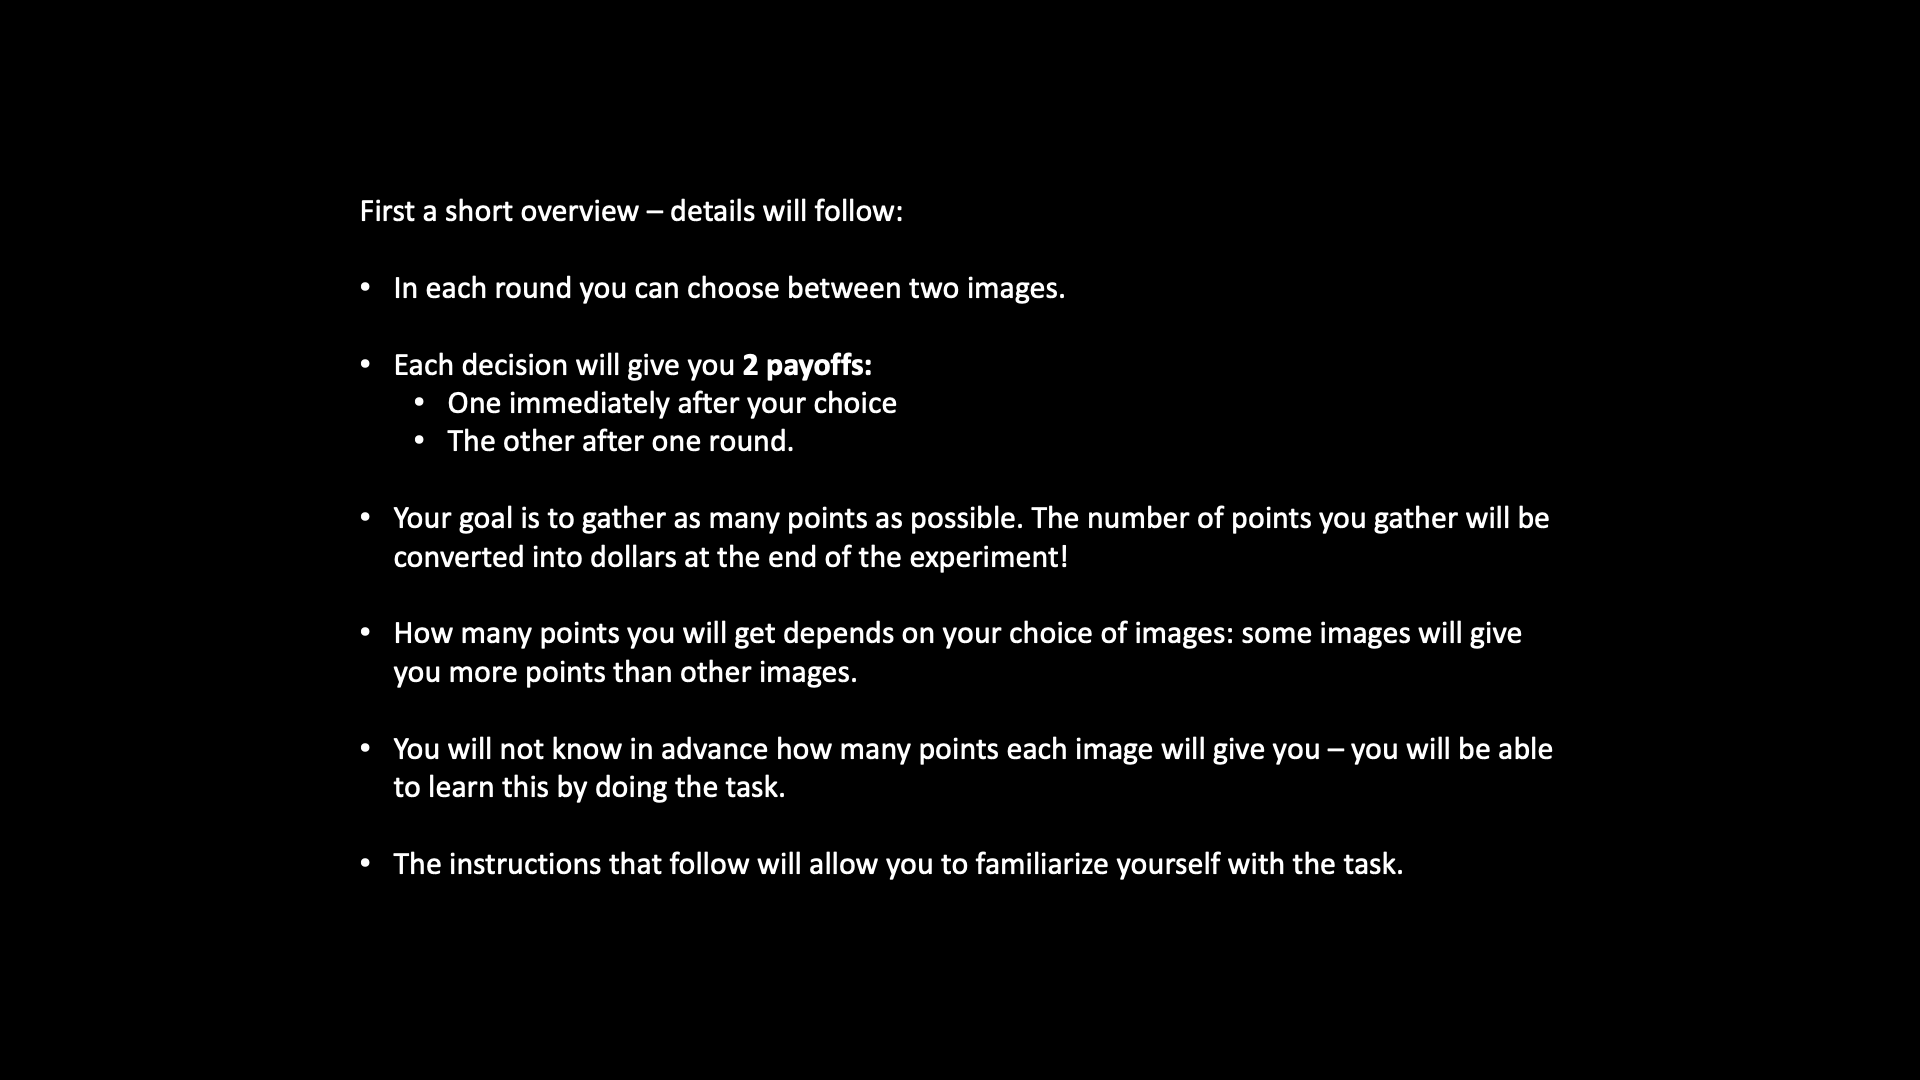 First a short overview – details will follow:
• In each round you can choose between two images.
• Each decision will give you 2 payoffs:
• One immediately after your choice
• The other after one round.
• Your goal is to gather as many points as possible. The number of points you gather will be
converted into dollars at the end of the experiment!
• How many points you will get depends on your choice of images: some images will give
you more points than other images.
• You will not know in advance how many points each image will give you – you will be able
to learn this by doing the task.
• The instructions that follow will allow you to familiarize yourself with the task.